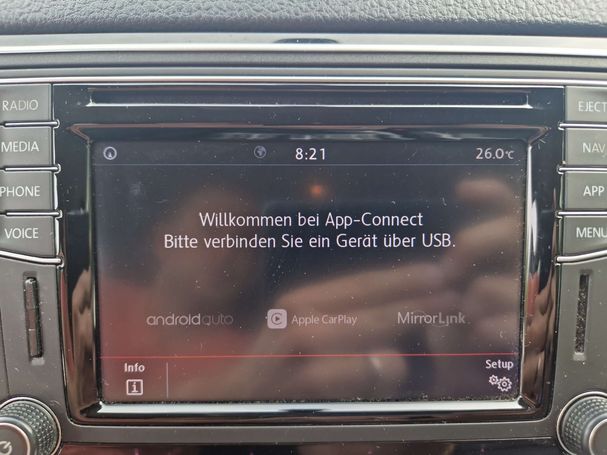 RADIO
EJECT
MEDIA
NAV
PHONE
APP
VOICE
MENU
8:21
26.0°C
Willkommen bei App-Connect
Bitte verbinden Sie ein Gerät über USB.
androidauto
Apple CarPlay
MirrorLink
Info
Setup